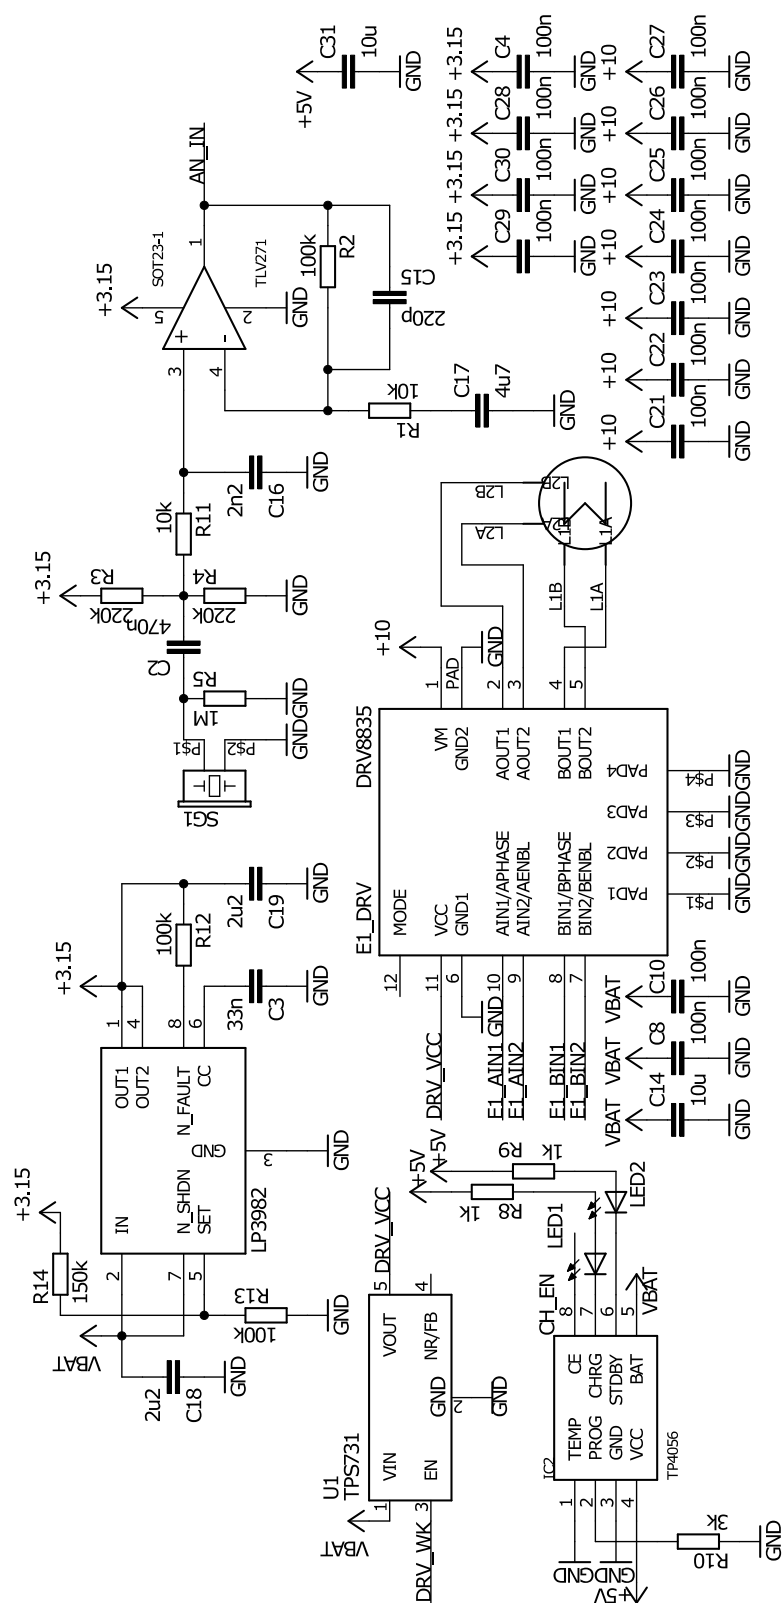 +5V
C31
10u
GND
+3.15
C4
100n
GND
+10
C27
100n
GND
+3.15
C28
100n
GND
+10
C26
100n
GND
+3.15
C30
100n
GND
+10
C25
100n
GND
+3.15
C29
100n
GND
+10
C24
100n
GND
+10
C23
100n
GND
+10
C22
100n
GND
+10
C21
100n
GND
AN_IN
+3.15
SOT23-1
TLV271
1
5
2
3
4
+
-
GND
100k
R2
C15
220p
R1
10k
C17
4u7
GND
10k
R11
2n2
C16
GND
+3.15
R3
220k
R4
220k
GND
470n
C2
R5
1M
GND
P$1
P$2
GND
SG1
+3.15
100k
R12
2u2
C19
GND
33n
C3
GND
1
4
8
6
OUT1
OUT2
N_FAULT
CC
GND
3
GND
IN
N_SHDN
SET
LP3982
2
7
5
+3.15
R14
150k
R13
100k
GND
VBAT
2u2
C18
GND
DRV8835
E1_DRV
+10
1
PAD
GND
2
3
4
5
VM
GND2
AOUT1
AOUT2
BOUT1
BOUT2
L2B
L2A
L1B
L1A
L2B
L2A
L1B
L1A
PAD4
PAD3
PAD2
PAD1
P$4
P$3
P$2
P$1
GND
GND
GND
GND
MODE
VCC
GND1
AIN1/APHASE
AIN2/AENBL
BIN1/BPHASE
BIN2/BENBL
12
11
6
10
9
8
7
GND
DRV_VCC
E1_AIN1
E1_AIN2
E1_BIN1
E1_BIN2
VBAT
C10
100n
GND
VBAT
C8
100n
GND
VBAT
C14
10u
GND
U1
TPS731
DRV_VCC
5
4
VOUT
NR/FB
GND
2
GND
VIN
EN
1
3
VBAT
DRV_WK
+5V
+5V
R9
1k
R8
1k
LED1
LED2
CH_EN
8
7
6
5
VBAT
CE
CHRG
STDBY
BAT
TEMP
PROG
GND
VCC
IC2
TP4056
1
2
3
4
GND
GND
+5V
R10
3k
GND